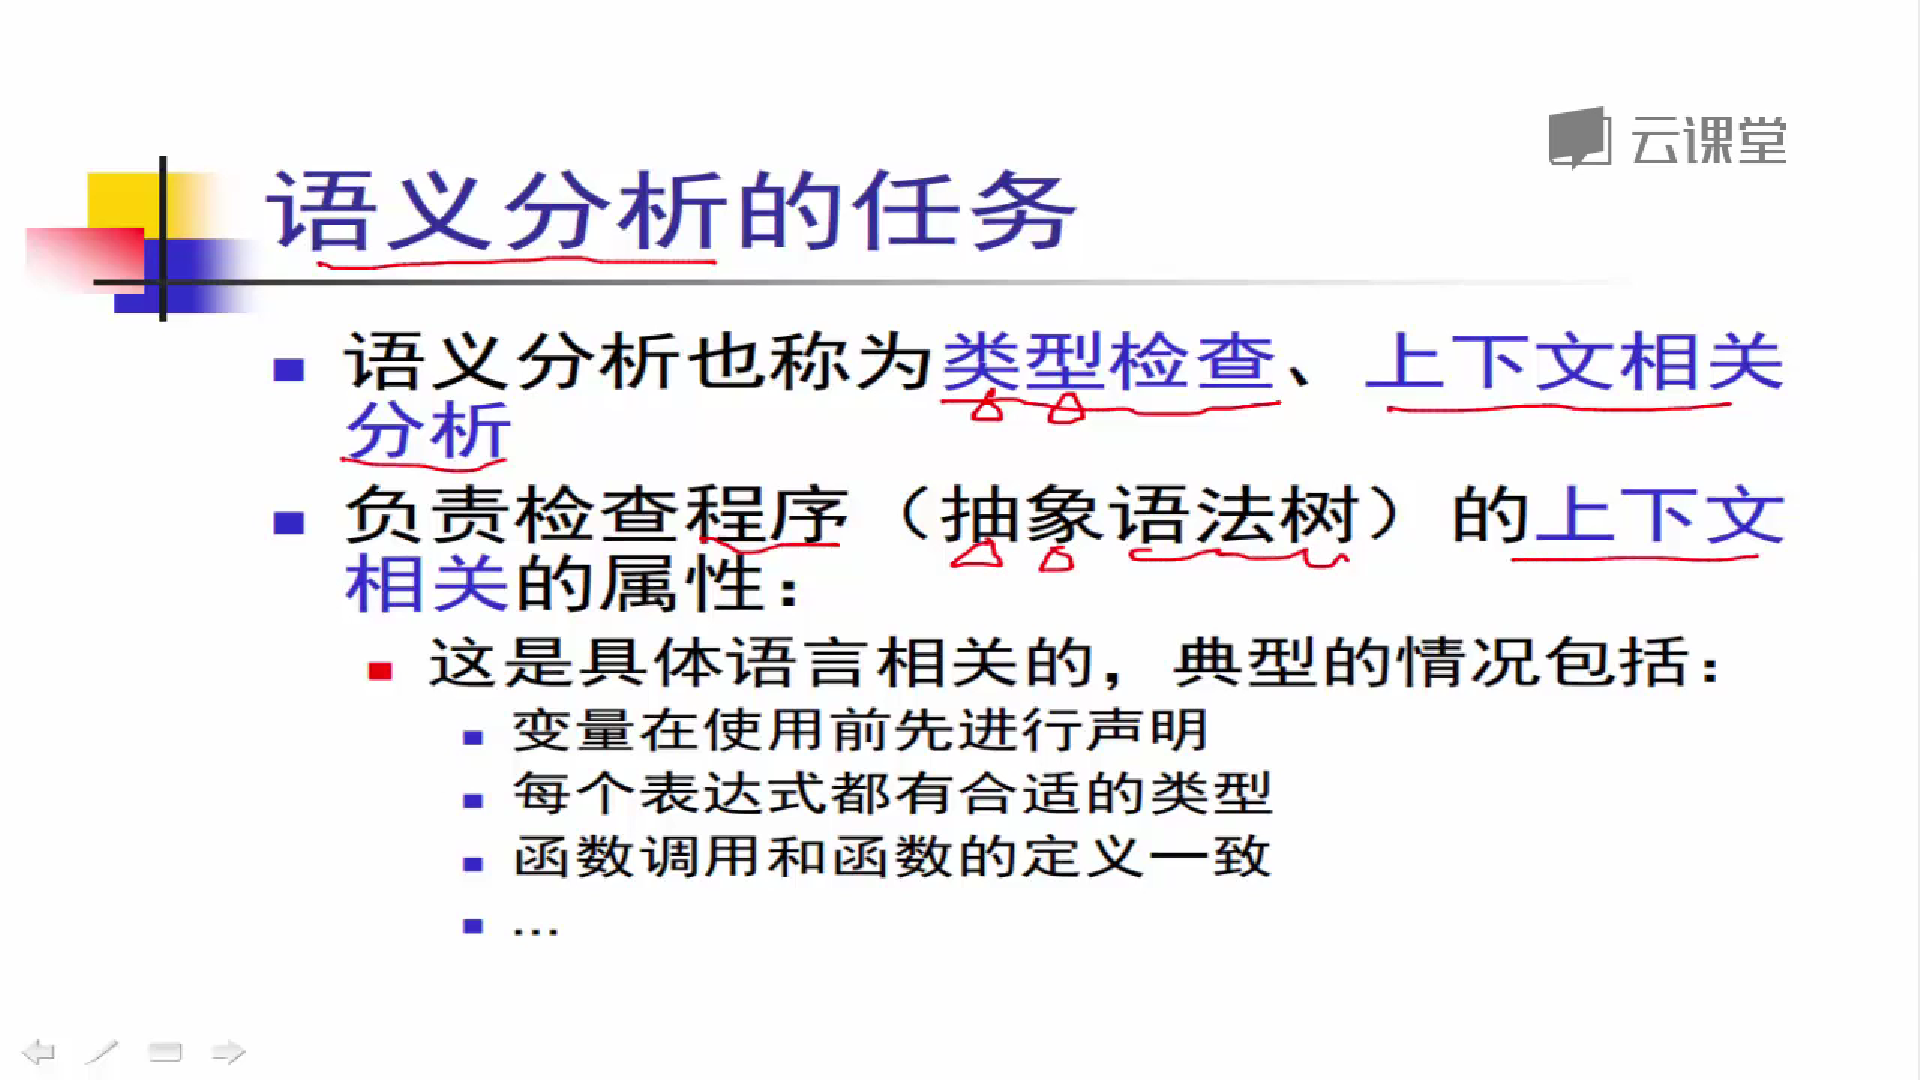 云课堂
语义分析的任务
语义分析也称为类型检查、上下文相关
分析
负责检查程序（抽象语法树）的上下文
相关的属性：
这是具体语言相关的，典型的情况包括：
变量在使用前先进行声明
每个表达式都有合适的类型
函数调用和函数的定义一致
…